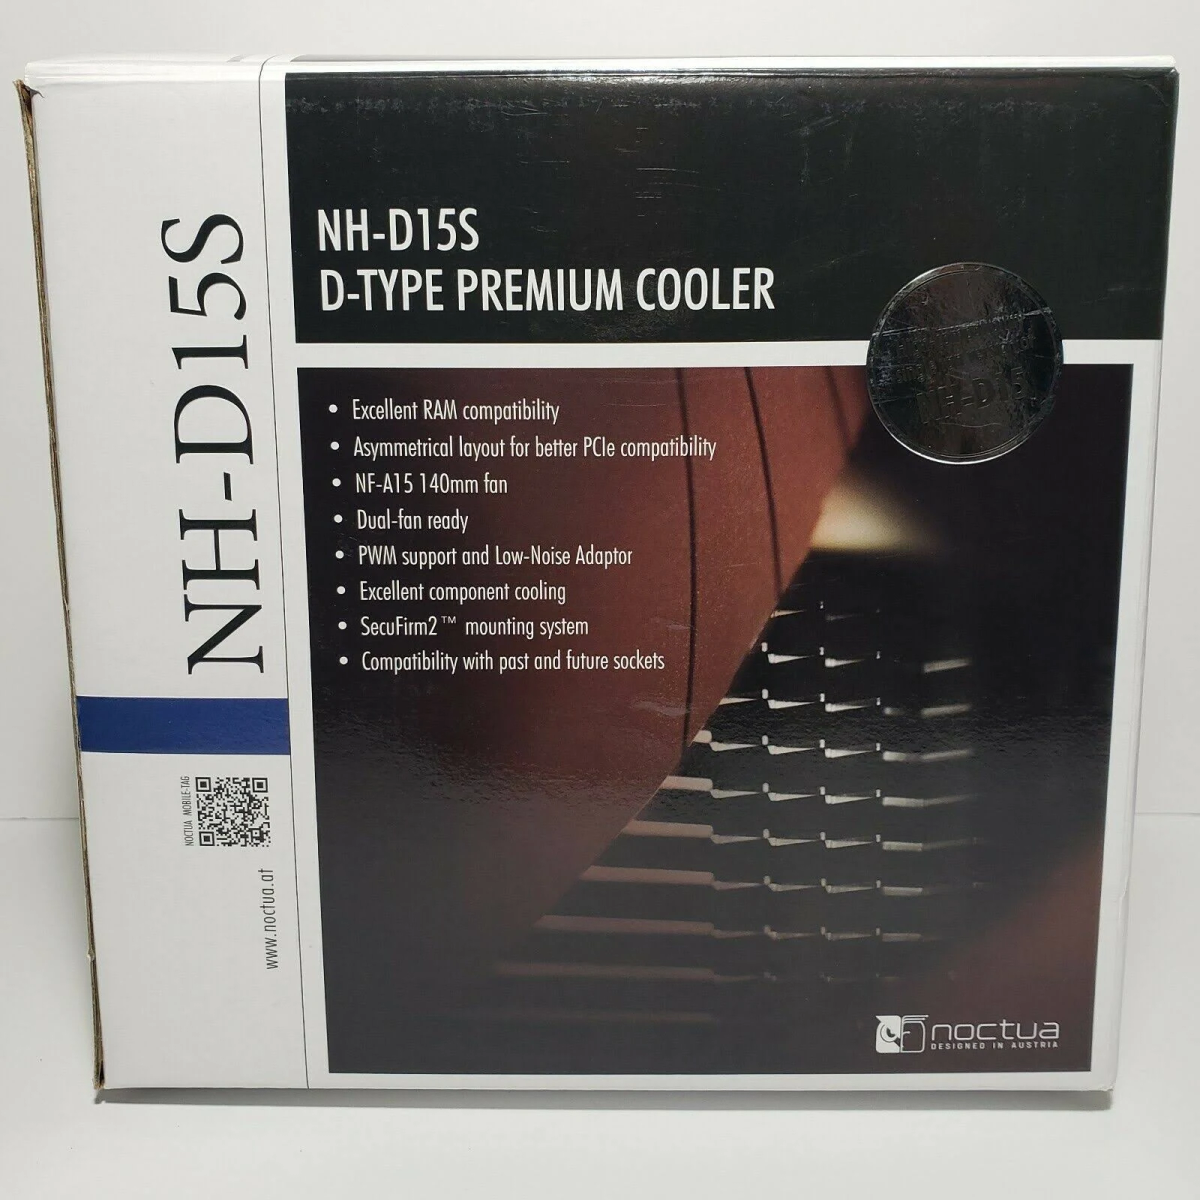 NH-D15S
NOCTUA MOBILE-TAG
www.noctua.at
NH-D15S
D-TYPE PREMIUM COOLER
NH-D15
• Excellent RAM compatibility
• Asymmetrical layout for better PCIe compatibility
• NF-A15 140mm fan
• Dual-fan ready
• PWM support and Low-Noise Adaptor
• Excellent component cooling
• SecuFirm2™ mounting system
• Compatibility with past and future sockets
noctua
DESIGNED IN AUSTRIA